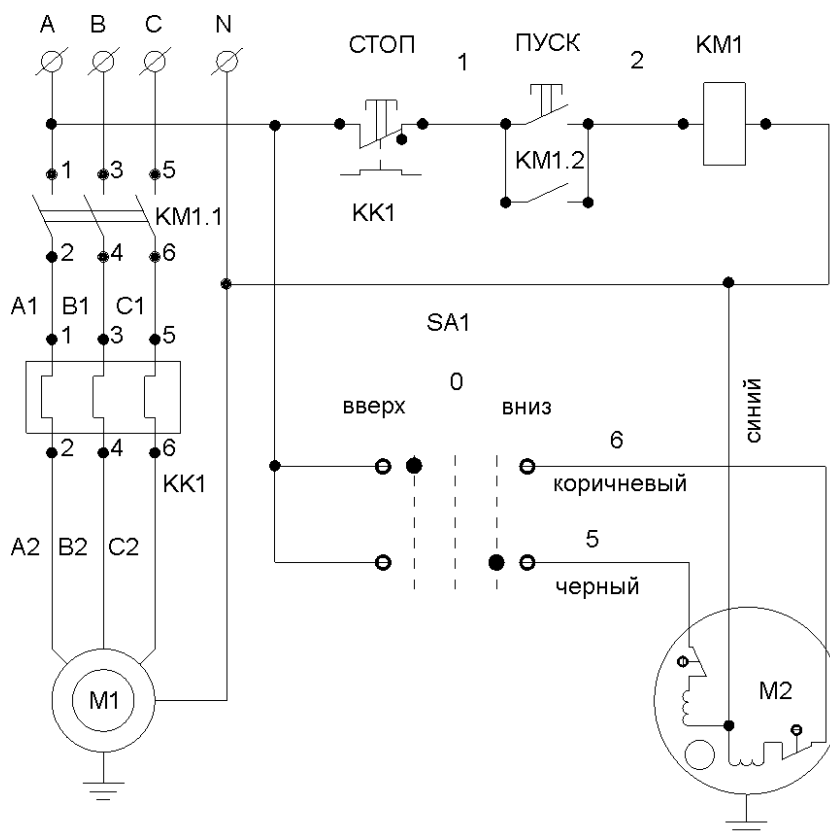 A B C N
СТОП 1 ПУСК 2 KM1
1 3 5
KM1.1
KK1
KM1.2
2 4 6
A1 B1 C1
1 3 5
SA1
0
вверх вниз
синий
2 4 6
KK1
6
коричневый
A2 B2 C2
5
черный
M1
M2